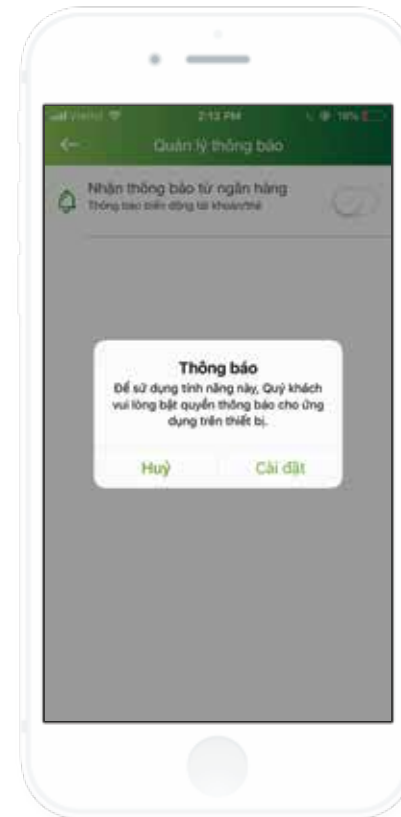 Viettel 2:13 PM 16%
Quản lý thông báo
Nhận thông báo từ ngân hàng
Thông báo biến động tài khoản/thẻ
Thông báo
Để sử dụng tính năng này, Quý khách
vui lòng bật quyền thông báo cho ứng
dụng trên thiết bị.
Huỷ Cài đặt